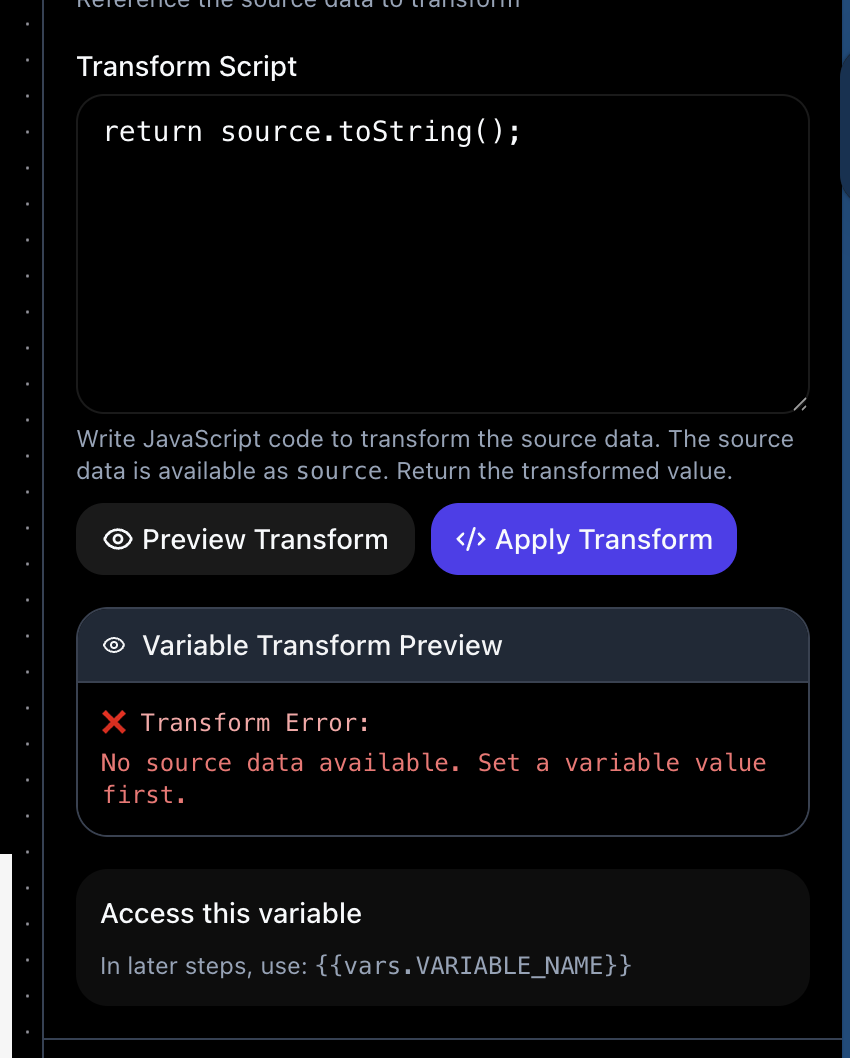 Reference the source data to transform
Transform Script
return source.toString();
Write JavaScript code to transform the source data. The source
data is available as source. Return the transformed value.
Preview Transform
</> Apply Transform
Variable Transform Preview
❌ Transform Error:
No source data available. Set a variable value
first.
Access this variable
In later steps, use: {{vars.VARIABLE_NAME}}